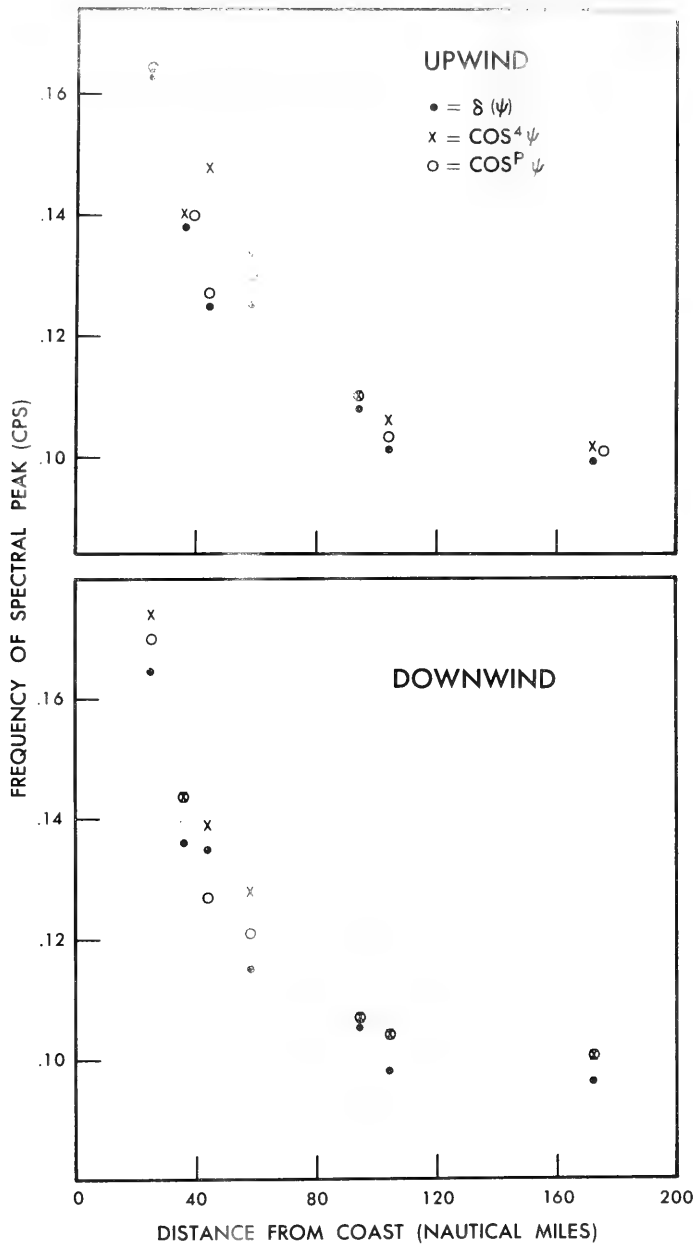 UPWIND
• = δ (ψ)
x = COS⁴ ψ
O = COSᴾ ψ
.16
.14
.12
.10
FREQUENCY OF SPECTRAL PEAK (CPS)
DOWNWIND
.16
.14
.12
.10
0 40 80 120 160 200
DISTANCE FROM COAST (NAUTICAL MILES)